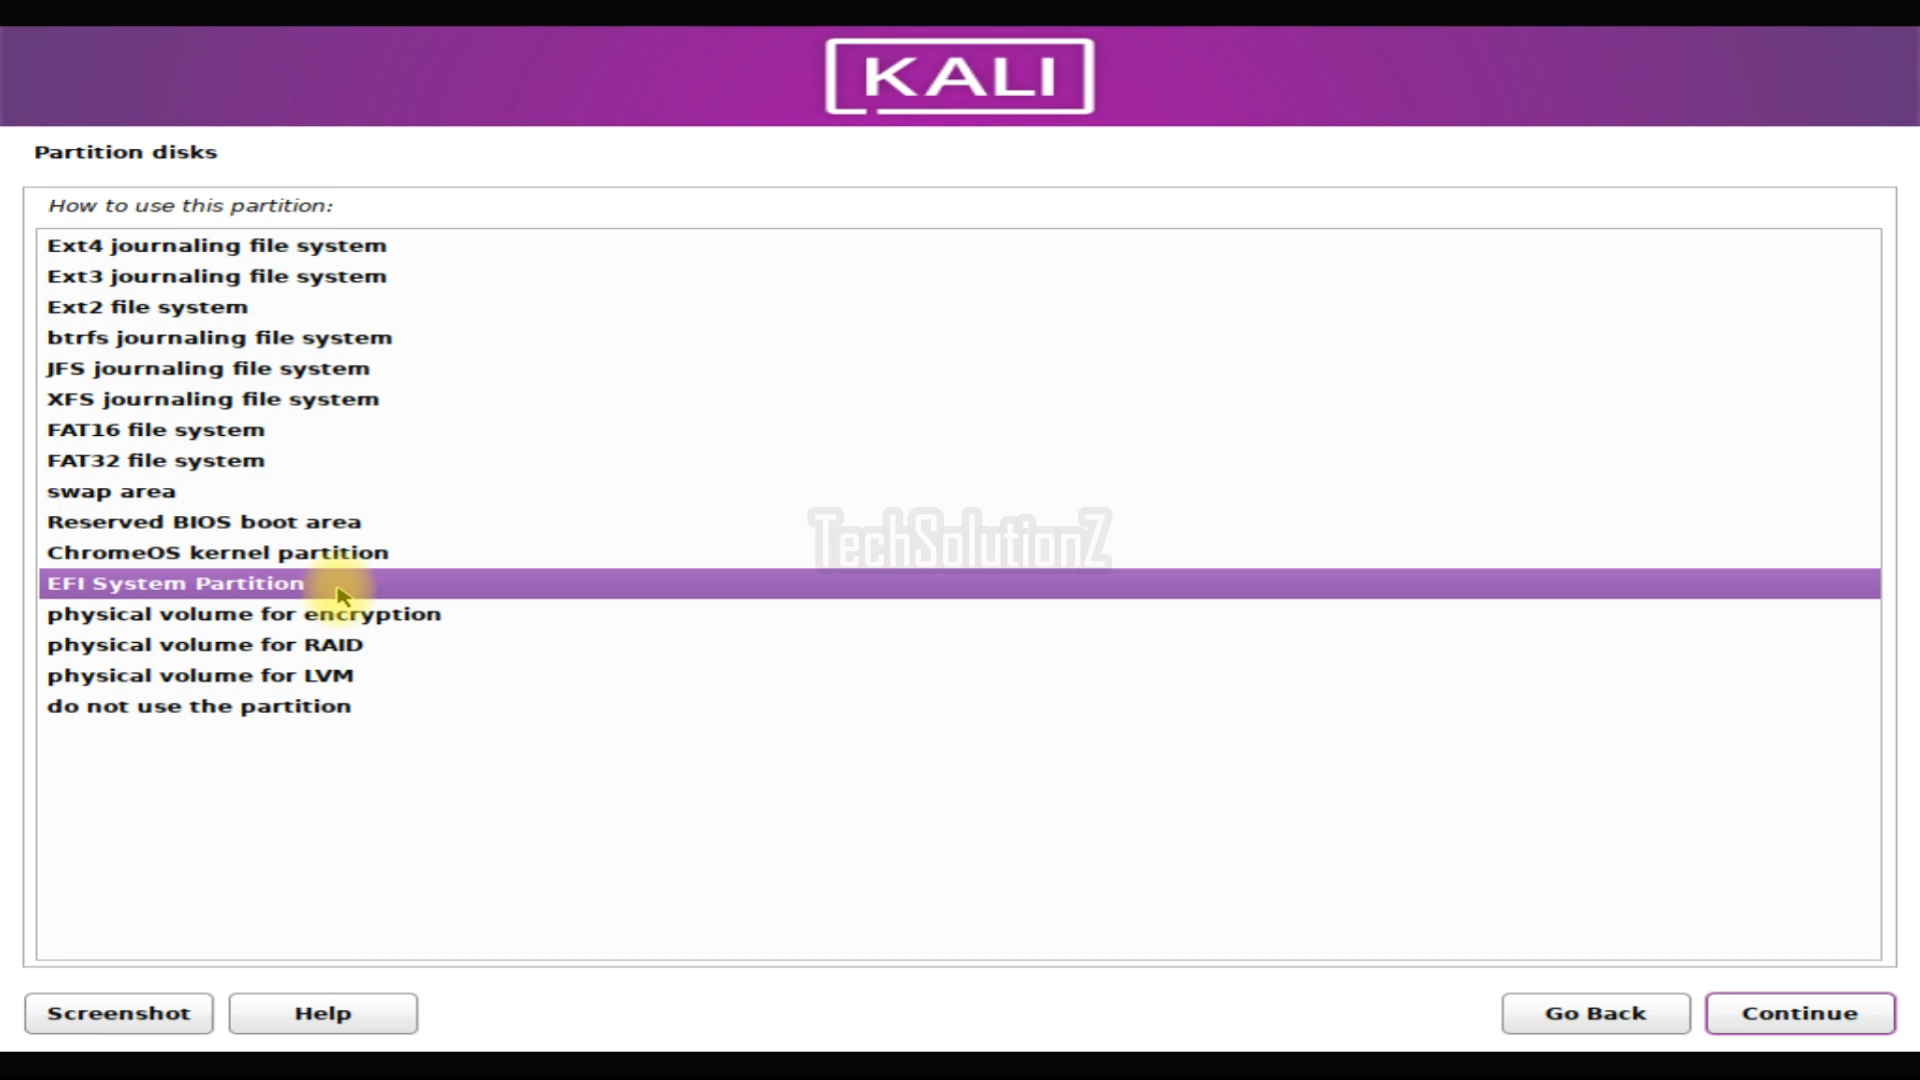 KALI
Partition disks
How to use this partition:
Ext4 journaling file system
Ext3 journaling file system
Ext2 file system
btrfs journaling file system
JFS journaling file system
XFS journaling file system
FAT16 file system
FAT32 file system
swap area
Reserved BIOS boot area
ChromeOS kernel partition
EFI System Partition
physical volume for encryption
physical volume for RAID
physical volume for LVM
do not use the partition
TechSolutionZ
Screenshot Help Go Back Continue